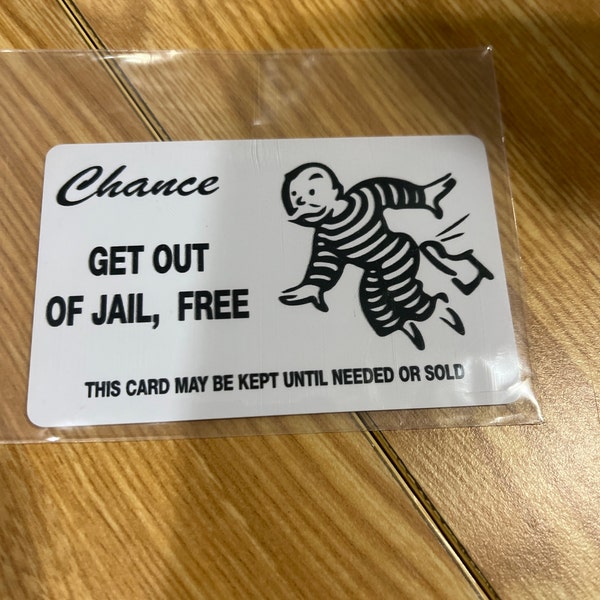 Chance
GET OUT
OF JAIL, FREE
THIS CARD MAY BE KEPT UNTIL NEEDED OR SOLD